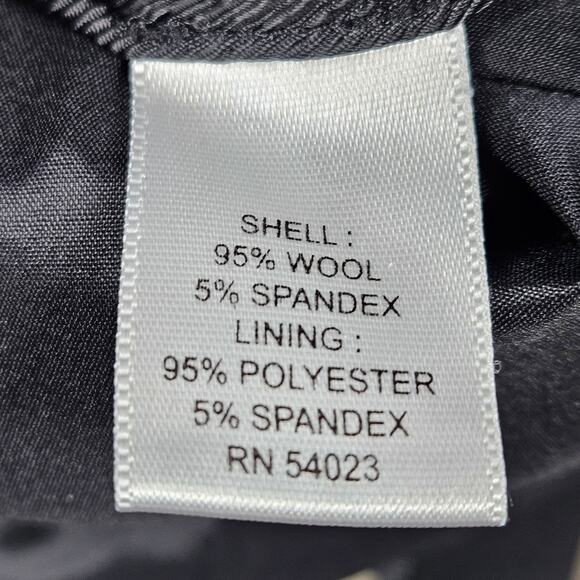 SHELL :
95% WOOL
5% SPANDEX
LINING :
95% POLYESTER
5% SPANDEX
RN 54023